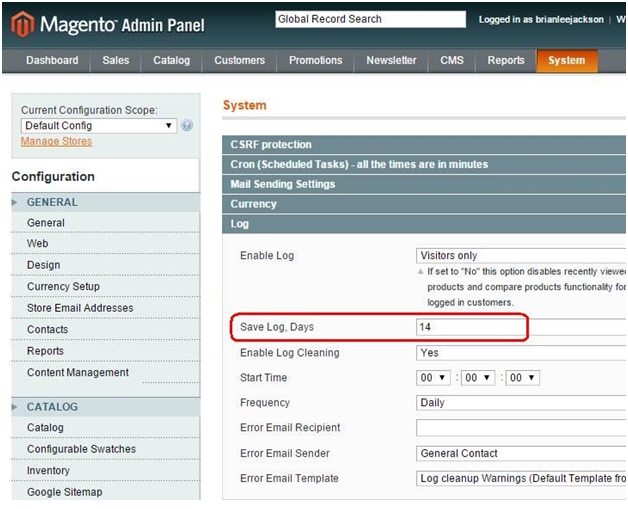 Magento Admin Panel
Global Record Search
Logged in as brianleejackson | W
Dashboard Sales Catalog Customers Promotions Newsletter CMS Reports System
Current Configuration Scope:
Default Config
Manage Stores
Configuration
GENERAL
General
Web
Design
Currency Setup
Store Email Addresses
Contacts
Reports
Content Management
CATALOG
Catalog
Configurable Swatches
Inventory
Google Sitemap
System
CSRF protection
Cron (Scheduled Tasks) - all the times are in minutes
Mail Sending Settings
Currency
Log
Enable Log Visitors only
If set to "No" this option disables recently viewe
products and compare products functionality for
logged in customers.
Save Log, Days 14
Enable Log Cleaning Yes
Start Time 00 : 00 : 00
Frequency Daily
Error Email Recipient
Error Email Sender General Contact
Error Email Template Log cleanup Warnings (Default Template fro